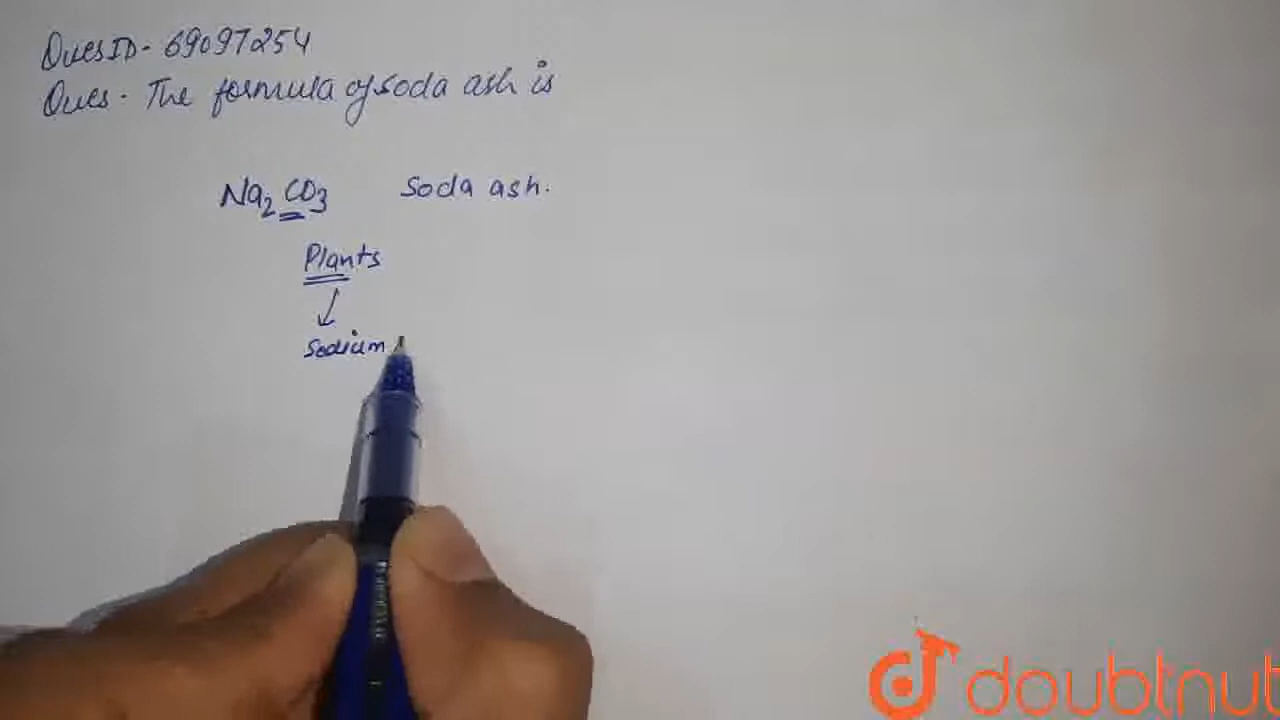 QuesID- 69097254
Ques. The formula of soda ash is
Na₂CO₃ Soda ash.
Plants
Sodium
doubtnut